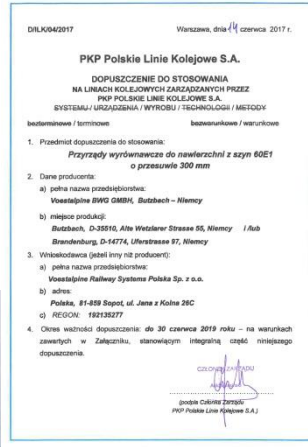 D/ILK/04/2017 Warszawa, dnia 14 czerwca 2017 r.
PKP Polskie Linie Kolejowe S.A.
DOPUSZCZENIE DO STOSOWANIA
NA LINIACH KOLEJOWYCH ZARZĄDZANYCH PRZEZ
PKP POLSKIE LINIE KOLEJOWE S.A.
SYSTEMU / URZĄDZENIA / WYROBU / TECHNOLOGII / METODY
bezterminowe / terminowe bezwarunkowe / warunkowe
1. Przedmiot dopuszczenia do stosowania:
Przyrządy wyrównawcze do nawierzchni z szyn 60E1
o przesuwie 300 mm
2. Dane producenta:
a) pełna nazwa przedsiębiorstwa:
Voestalpine BWG GMBH, Butzbach – Niemcy
b) miejsce produkcji:
Butzbach, D-35510, Alte Wetzlarer Strasse 55, Niemcy i /lub
Brandenburg, D-14774, Uferstrasse 97, Niemcy
3. Wnioskodawca (jeżeli inny niż producent):
a) pełna nazwa przedsiębiorstwa:
Voestalpine Railway Systems Polska Sp. z o.o.
b) adres:
Polska, 81-859 Sopot, ul. Jana z Kolna 26C
c) REGON: 192135277
4. Okres ważności dopuszczenia: do 30 czerwca 2019 roku – na warunkach
zawartych w Załączniku, stanowiącym integralną część niniejszego
dopuszczenia.
CZŁONEK ZARZĄDU
(podpis Członka Zarządu
PKP Polskie Linie Kolejowe S.A.)